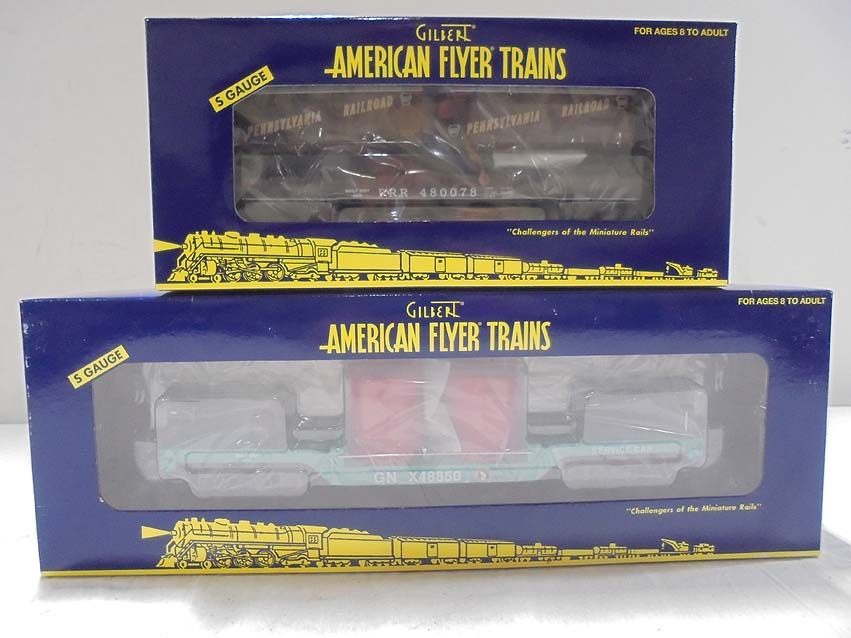 GILBERT
FOR AGES 8 TO ADULT
AMERICAN FLYER TRAINS
S GAUGE
PENNSYLVANIA RAILROAD PENNSYLVANIA RAILROAD
PRR 480078
"Challengers of the Miniature Rails"
GILBERT
FOR AGES 8 TO ADULT
AMERICAN FLYER TRAINS
S GAUGE
SERVICE CAR
GN X48550
"Challengers of the Miniature Rails"